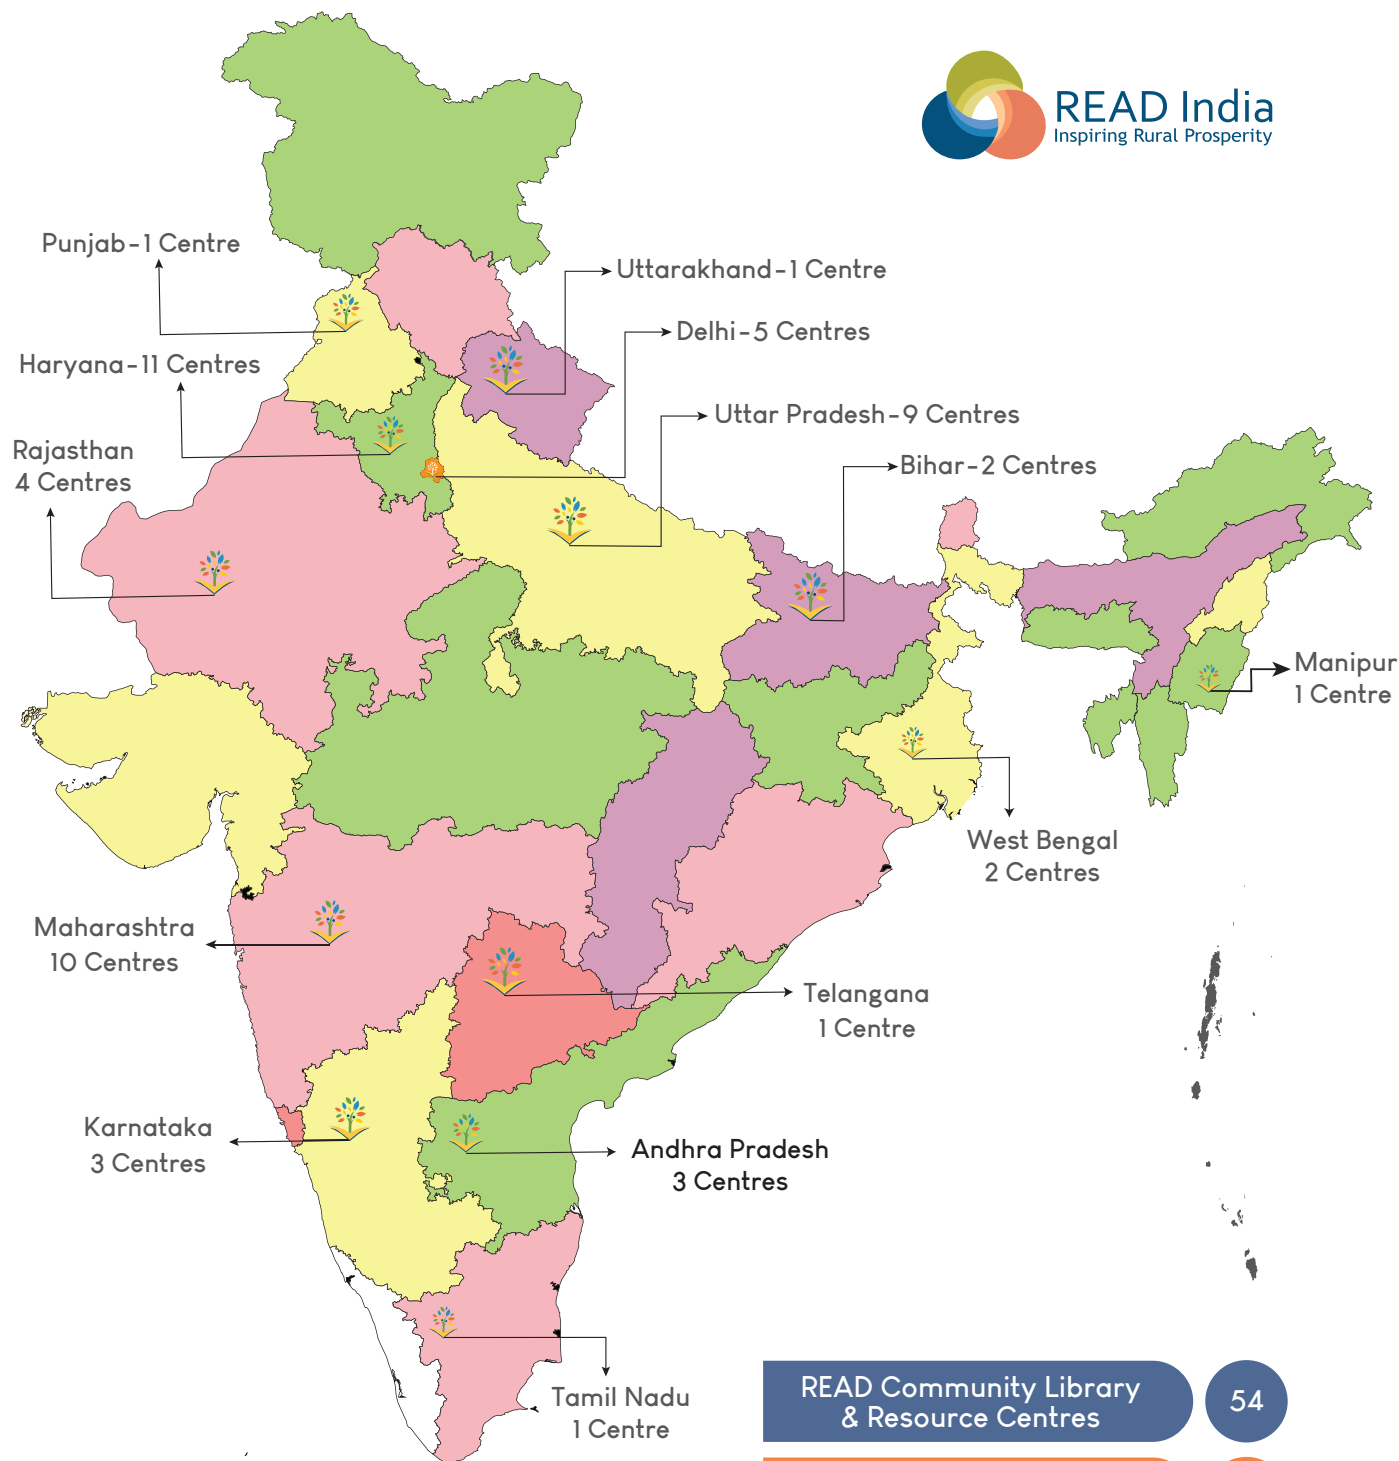 READ India
Inspiring Rural Prosperity
Punjab-1 Centre
Uttarakhand-1 Centre
Delhi-5 Centres
Haryana-11 Centres
Uttar Pradesh-9 Centres
Rajasthan
4 Centres
Bihar-2 Centres
Manipur
1 Centre
West Bengal
2 Centres
Maharashtra
10 Centres
Telangana
1 Centre
Karnataka
3 Centres
Andhra Pradesh
3 Centres
Tamil Nadu
1 Centre
READ Community Library
& Resource Centres
54